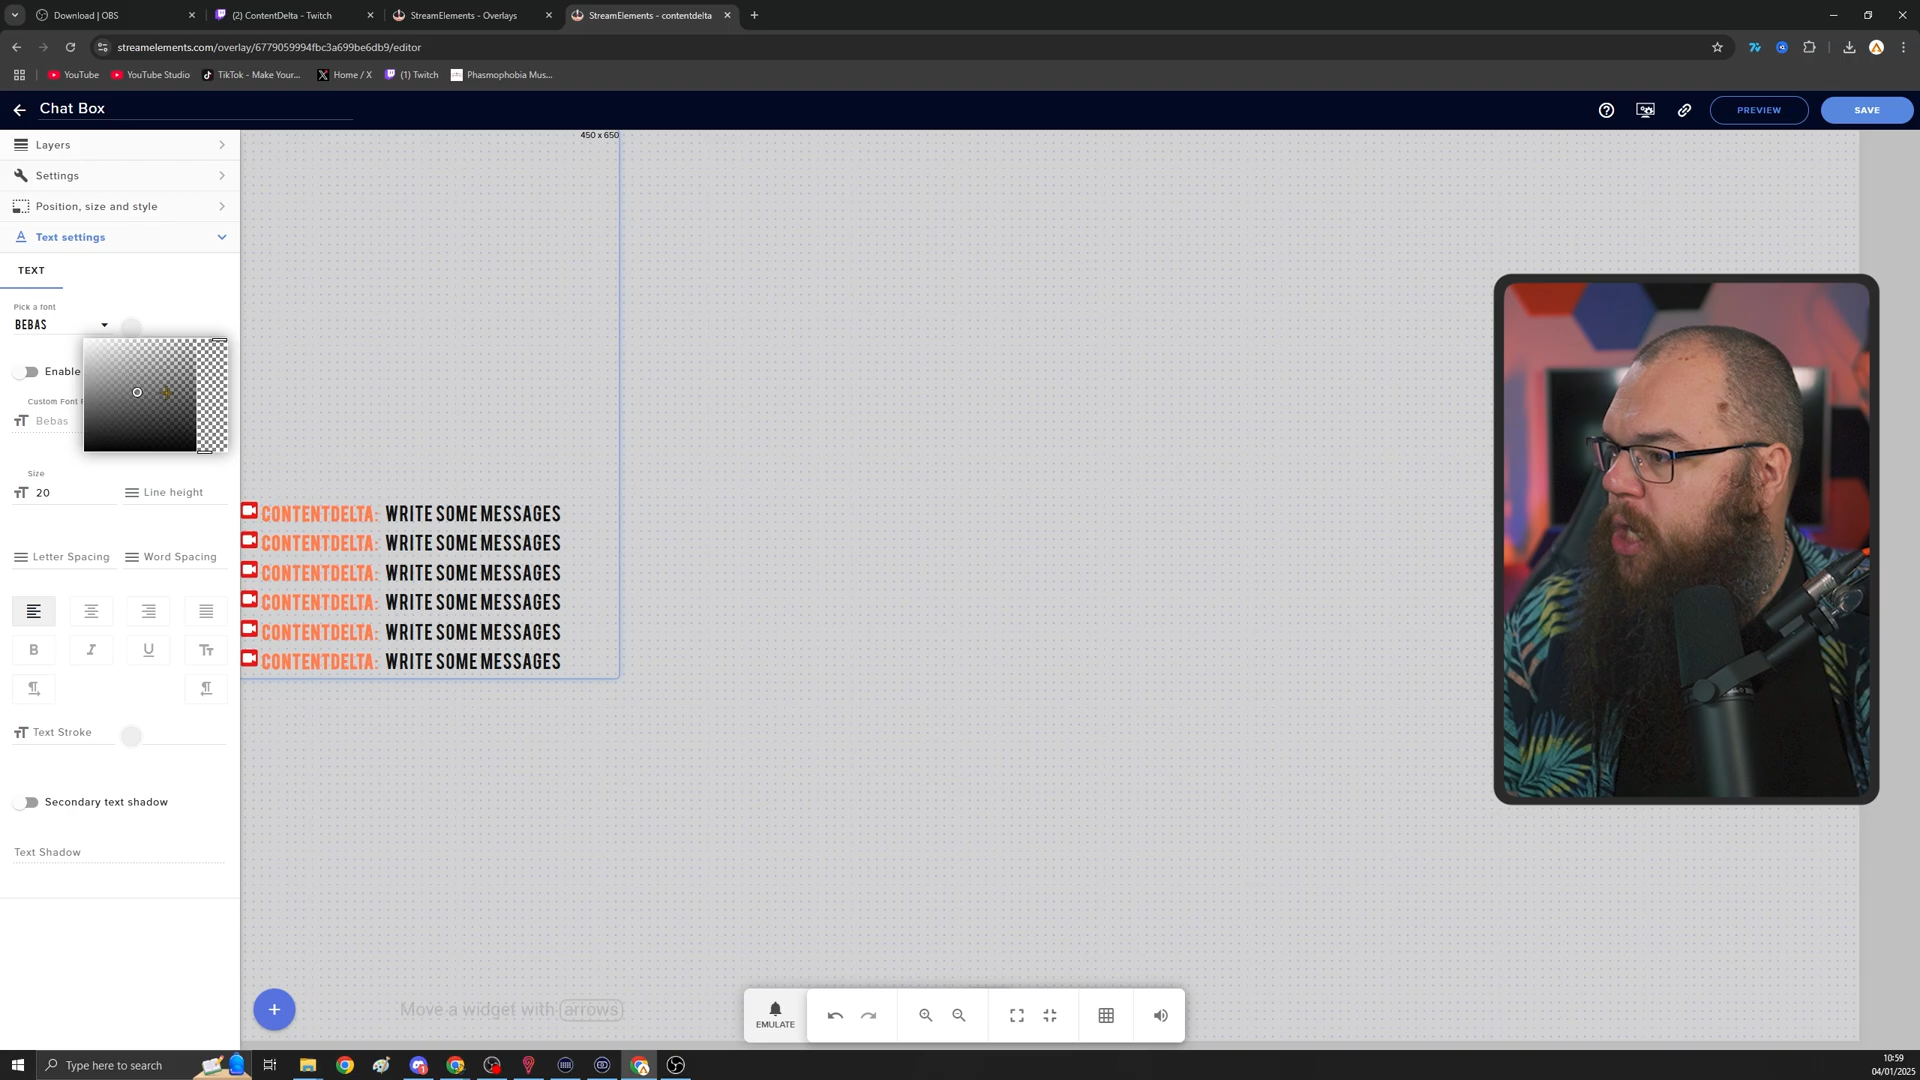 Download | OBS
(2) ContentDelta - Twitch
StreamElements - Overlays
StreamElements - contentdelta
streamelements.com/overlay/6779059994fbc3a699be6db9/editor
YouTube
YouTube Studio
TikTok - Make Your...
Home / X
(1) Twitch
Phasmophobia Mus...
Chat Box
PREVIEW
SAVE
Layers
Settings
Position, size and style
Text settings
TEXT
Pick a font
BEBAS
Enable
Custom Font F
Bebas
Size
20
Line height
Letter Spacing
Word Spacing
Text Stroke
Secondary text shadow
Text Shadow
450 x 650
CONTENTDELTA: WRITE SOME MESSAGES
CONTENTDELTA: WRITE SOME MESSAGES
CONTENTDELTA: WRITE SOME MESSAGES
CONTENTDELTA: WRITE SOME MESSAGES
CONTENTDELTA: WRITE SOME MESSAGES
CONTENTDELTA: WRITE SOME MESSAGES
Move a widget with arrows
EMULATE
Type here to search
10:59
04/01/2025